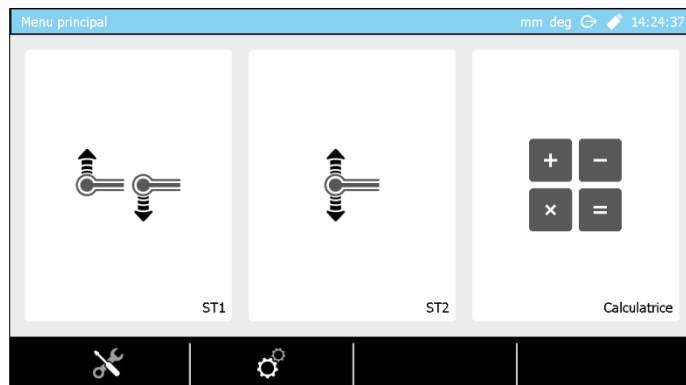 Menu principal
mm deg 14:24:37
ST1
ST2
Calculatrice